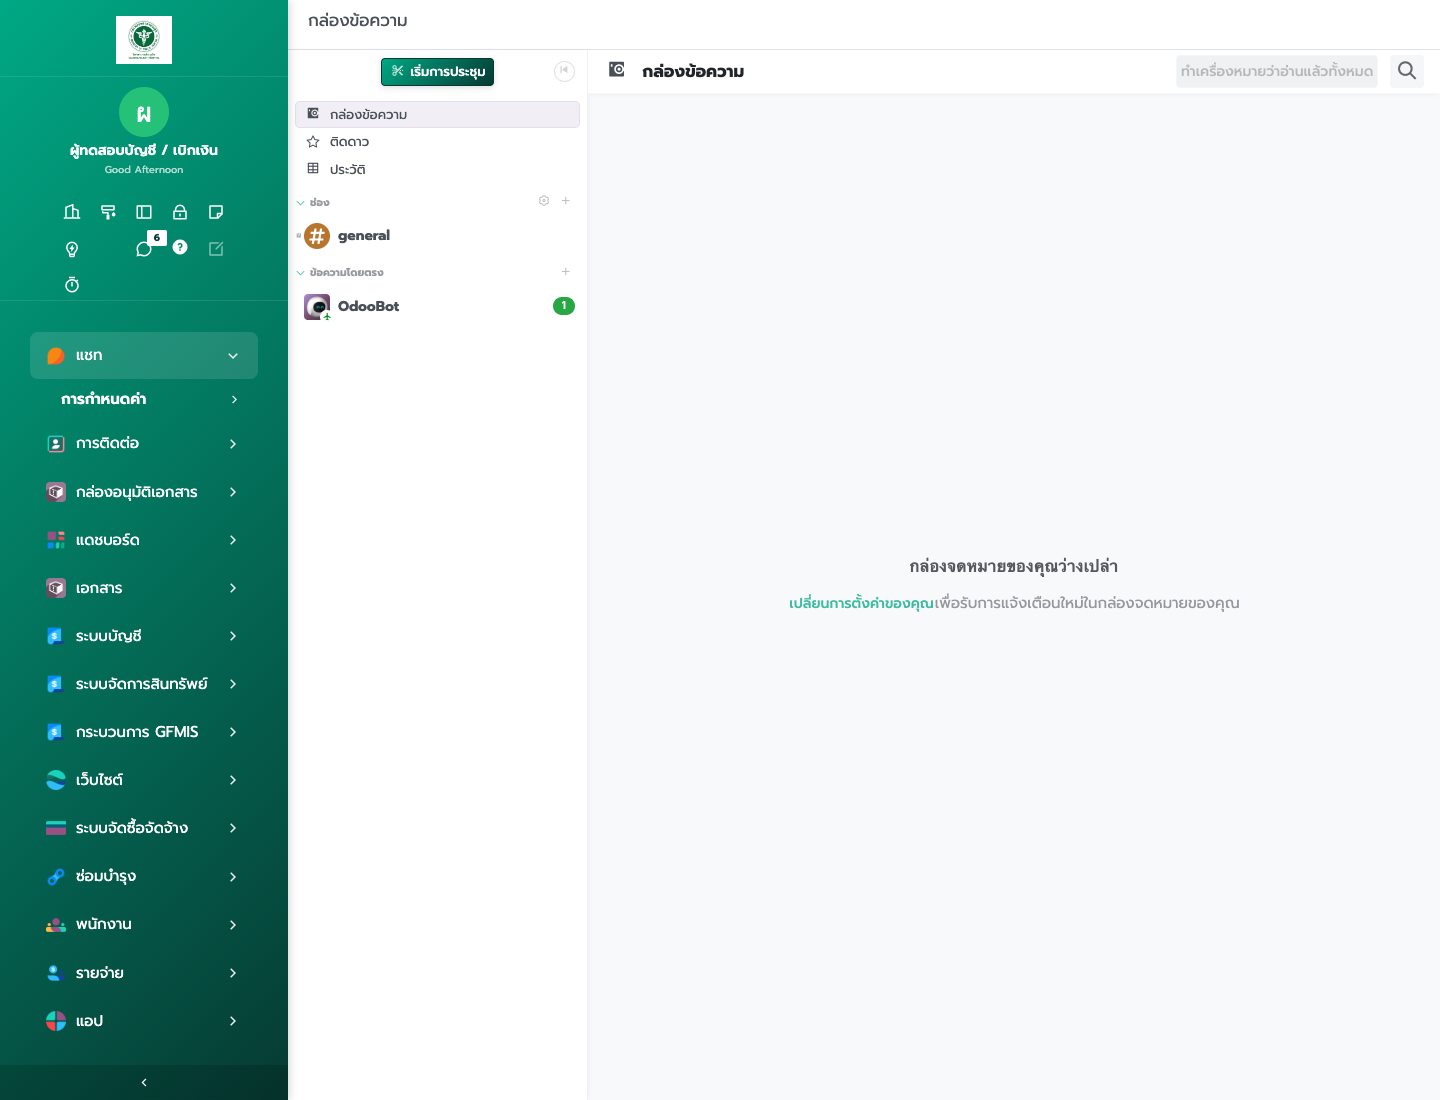 กล่องข้อความ
ผ
ผู้ทดสอบบัญชี / เบิกเงิน
Good Afternoon
6
แชท
การกำหนดค่า
การติดต่อ
กล่องอนุมัติเอกสาร
แดชบอร์ด
เอกสาร
ระบบบัญชี
ระบบจัดการสินทรัพย์
กระบวนการ GFMIS
เว็บไซต์
ระบบจัดซื้อจัดจ้าง
ซ่อมบำรุง
พนักงาน
รายจ่าย
แอป
เริ่มการประชุม
กล่องข้อความ
ติดดาว
ประวัติ
ช่อง
general
ข้อความโดยตรง
OdooBot
1
กล่องข้อความ
ทำเครื่องหมายว่าอ่านแล้วทั้งหมด
กล่องจดหมายของคุณว่างเปล่า
เปลี่ยนการตั้งค่าของคุณเพื่อรับการแจ้งเตือนใหม่ในกล่องจดหมายของคุณ